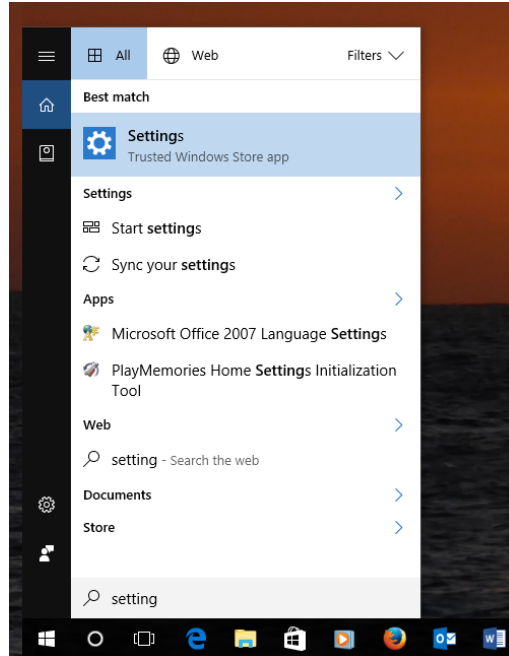 All
Web
Filters
Best match
Settings
Trusted Windows Store app
Settings
Start settings
Sync your settings
Apps
Microsoft Office 2007 Language Settings
PlayMemories Home Settings Initialization
Tool
Web
setting - Search the web
Documents
Store
setting